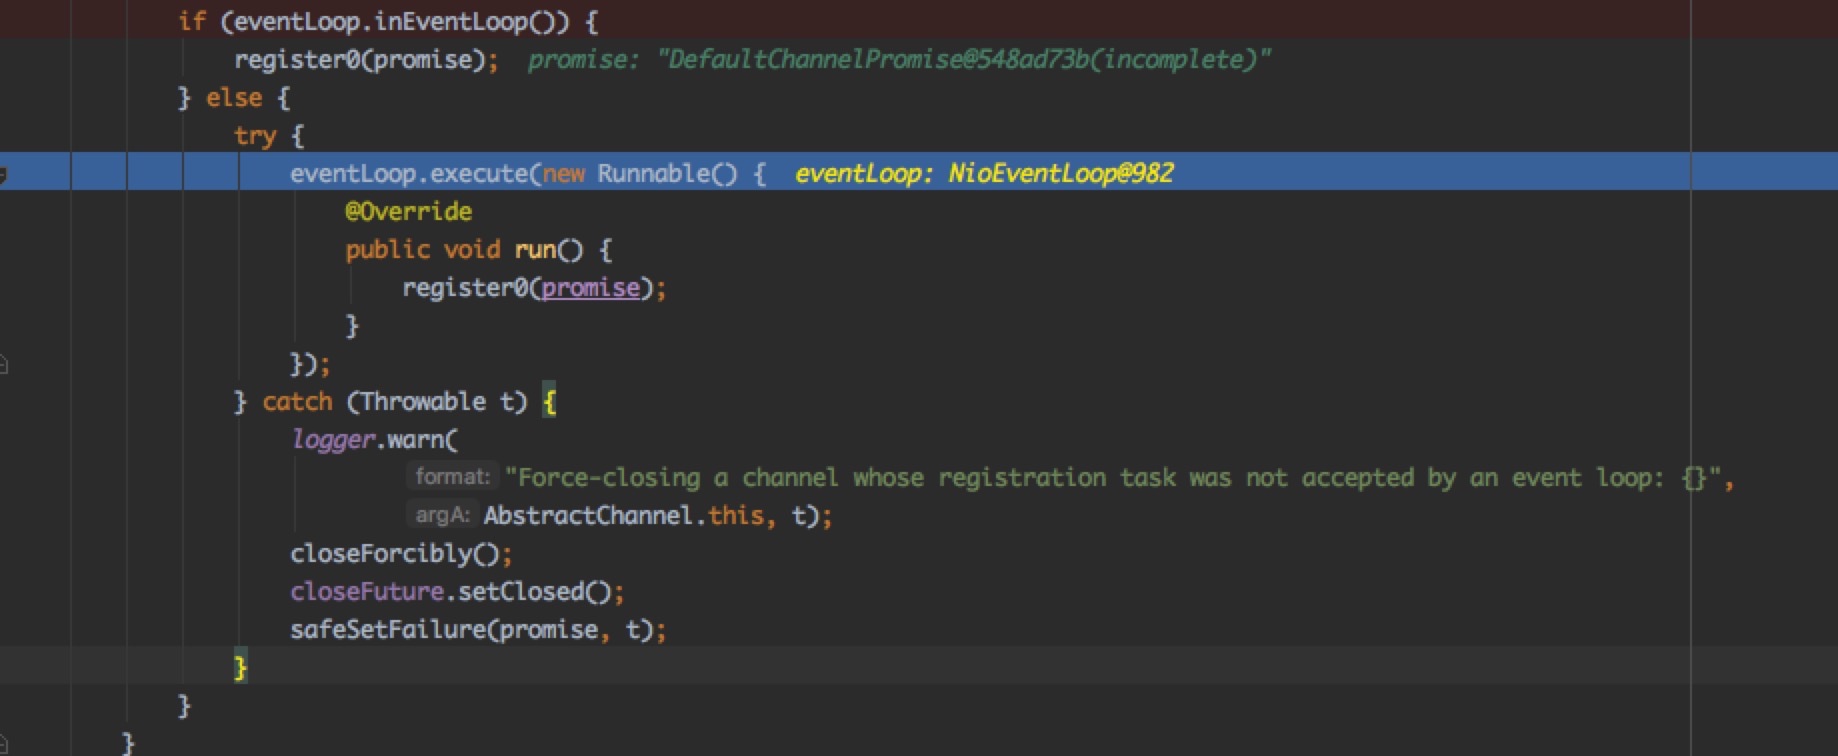 if (eventLoop.inEventLoop()) {
register0(promise); promise: "DefaultChannelPromise@548ad73b(incomplete)"
} else {
try {
eventLoop.execute(new Runnable() { eventLoop: NioEventLoop@982
@Override
public void run() {
register0(promise);
}
});
} catch (Throwable t) {
logger.warn(
format: "Force-closing a channel whose registration task was not accepted by an event loop: {}",
argA: AbstractChannel.this, t);
closeForcibly();
closeFuture.setClosed();
safeSetFailure(promise, t);
}
}
}